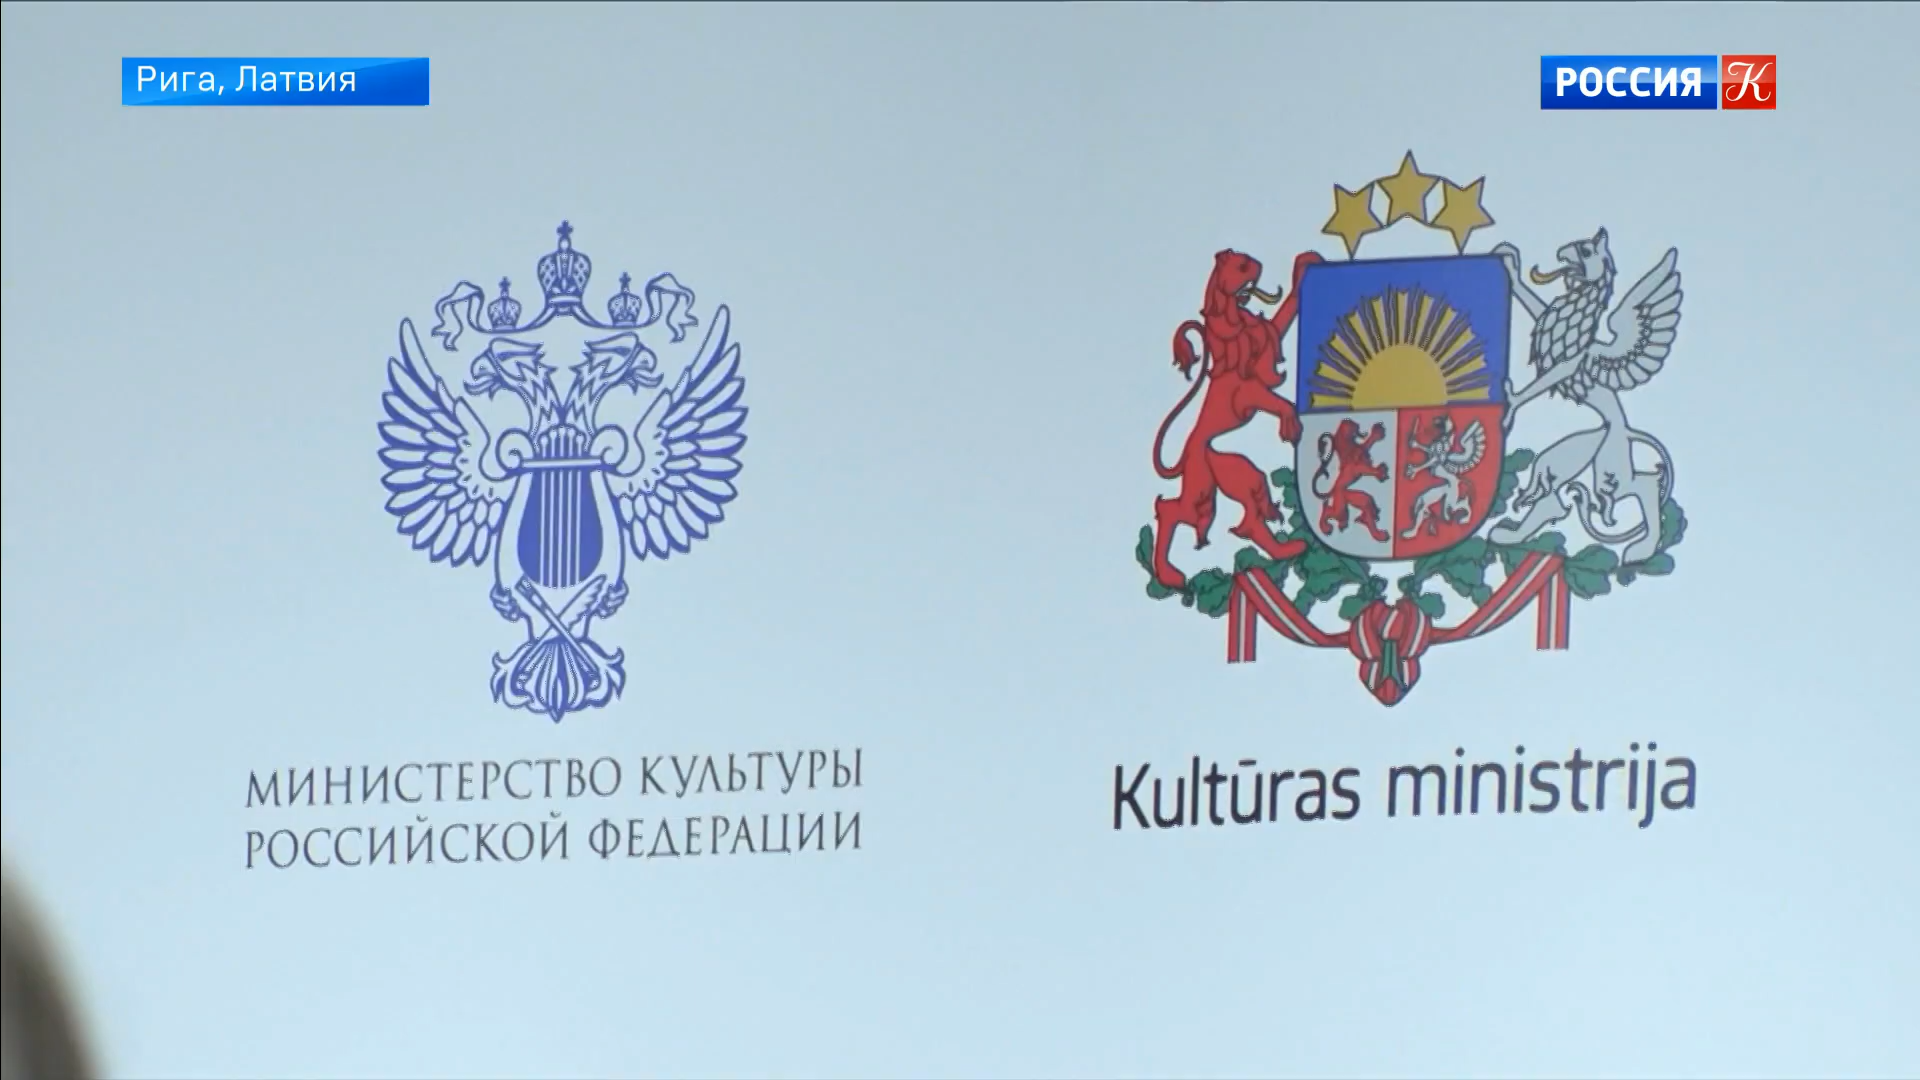 Рига, Латвия
РОССИЯ К
МИНИСТЕРСТВО КУЛЬТУРЫ
РОССИЙСКОЙ ФЕДЕРАЦИИ
Kultūras ministrija